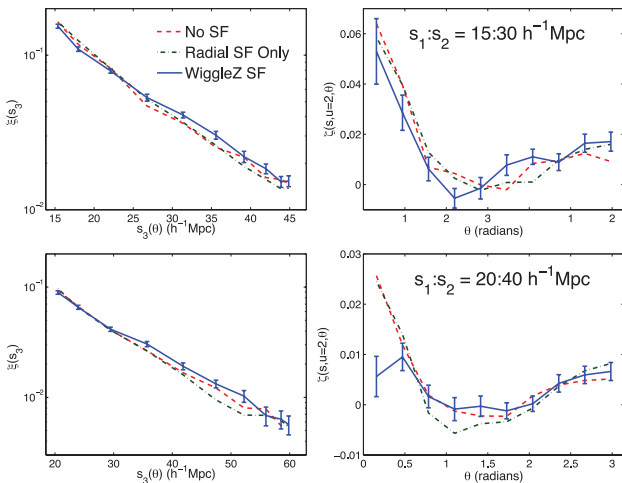 10⁻¹
10⁻²
ξ(s₃)
15 20 25 30 35 40 45
s₃(θ) (h⁻¹Mpc)
No SF
Radial SF Only
WiggleZ SF
s₁:s₂ = 15:30 h⁻¹Mpc
0.06
0.04
0.02
0
ζ(s,u=2,θ)
1 2 3 1 2
θ (radians)
10⁻¹
10⁻²
ξ(s₃)
20 30 40 50 60
s₃(θ) (h⁻¹Mpc)
s₁:s₂ = 20:40 h⁻¹Mpc
0.03
0.02
0.01
0
−0.01
ζ(s,u=2,θ)
0 0.5 1 1.5 2 2.5 3
θ (radians)